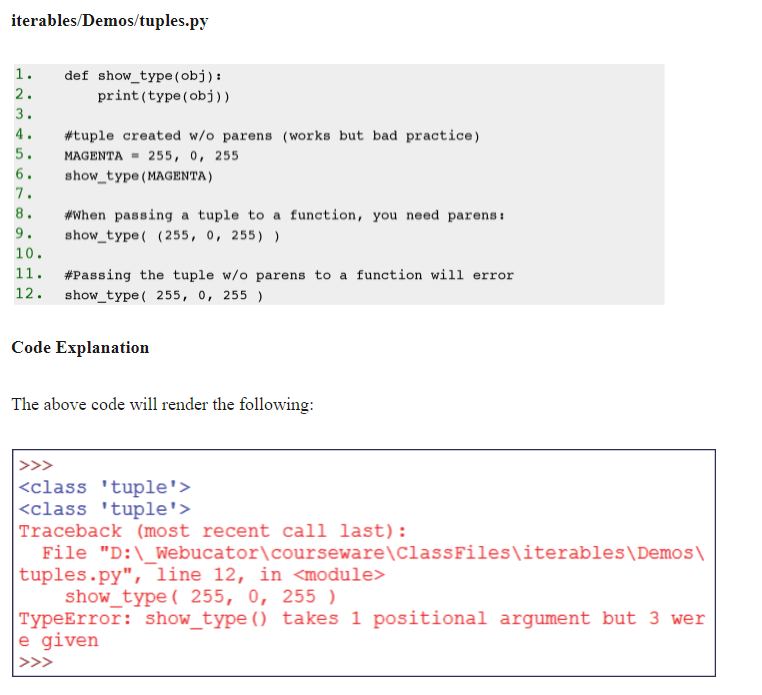 iterables/Demos/tuples.py
1. def show_type(obj):
2.     print(type(obj))
3.
4. #tuple created w/o parens (works but bad practice)
5. MAGENTA = 255, 0, 255
6. show_type(MAGENTA)
7.
8. #When passing a tuple to a function, you need parens:
9. show_type( (255, 0, 255) )
10.
11. #Passing the tuple w/o parens to a function will error
12. show_type( 255, 0, 255 )
Code Explanation
The above code will render the following:
>>>
<class 'tuple'>
<class 'tuple'>
Traceback (most recent call last):
  File "D:\_Webucator\courseware\ClassFiles\iterables\Demos\
tuples.py", line 12, in <module>
    show_type( 255, 0, 255 )
TypeError: show_type() takes 1 positional argument but 3 wer
e given
>>>